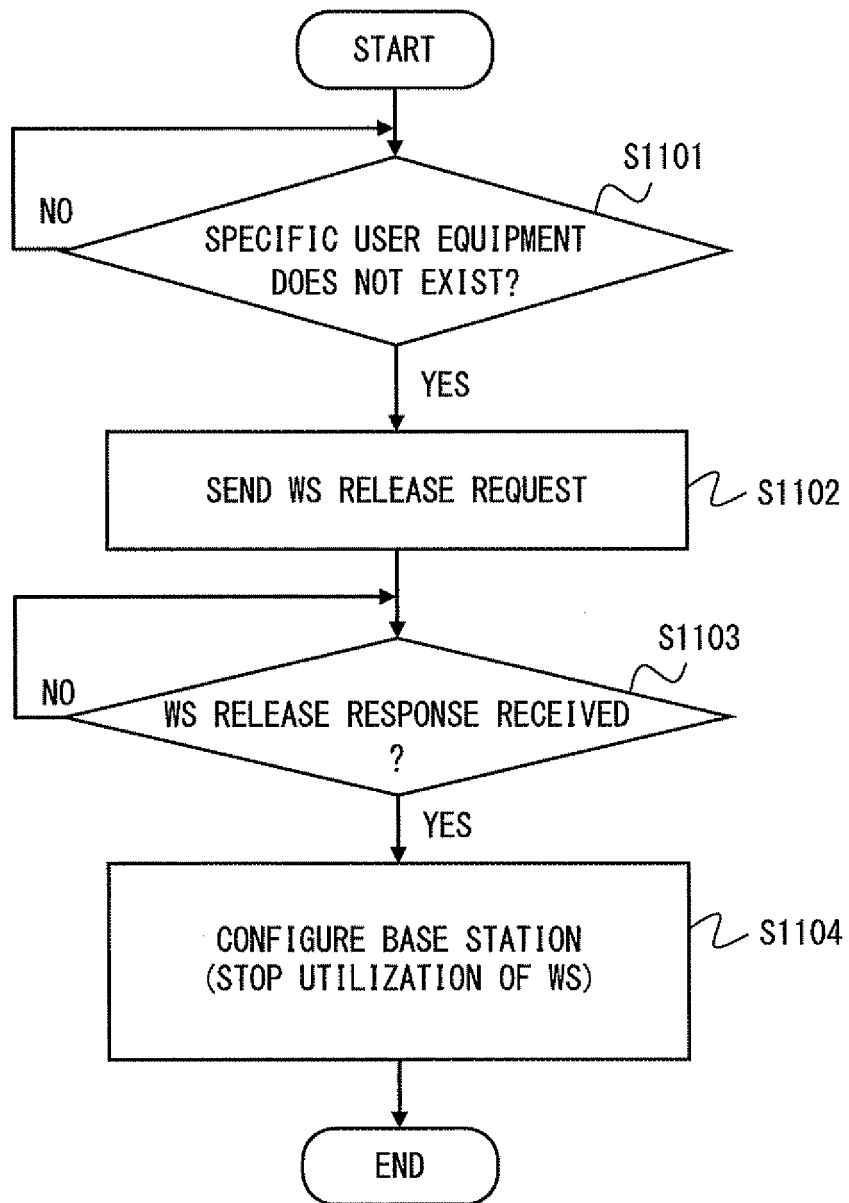 START
S1101
NO
SPECIFIC USER EQUIPMENT
DOES NOT EXIST?
YES
SEND WS RELEASE REQUEST
S1102
S1103
NO
WS RELEASE RESPONSE RECEIVED
?
YES
CONFIGURE BASE STATION
(STOP UTILIZATION OF WS)
S1104
END